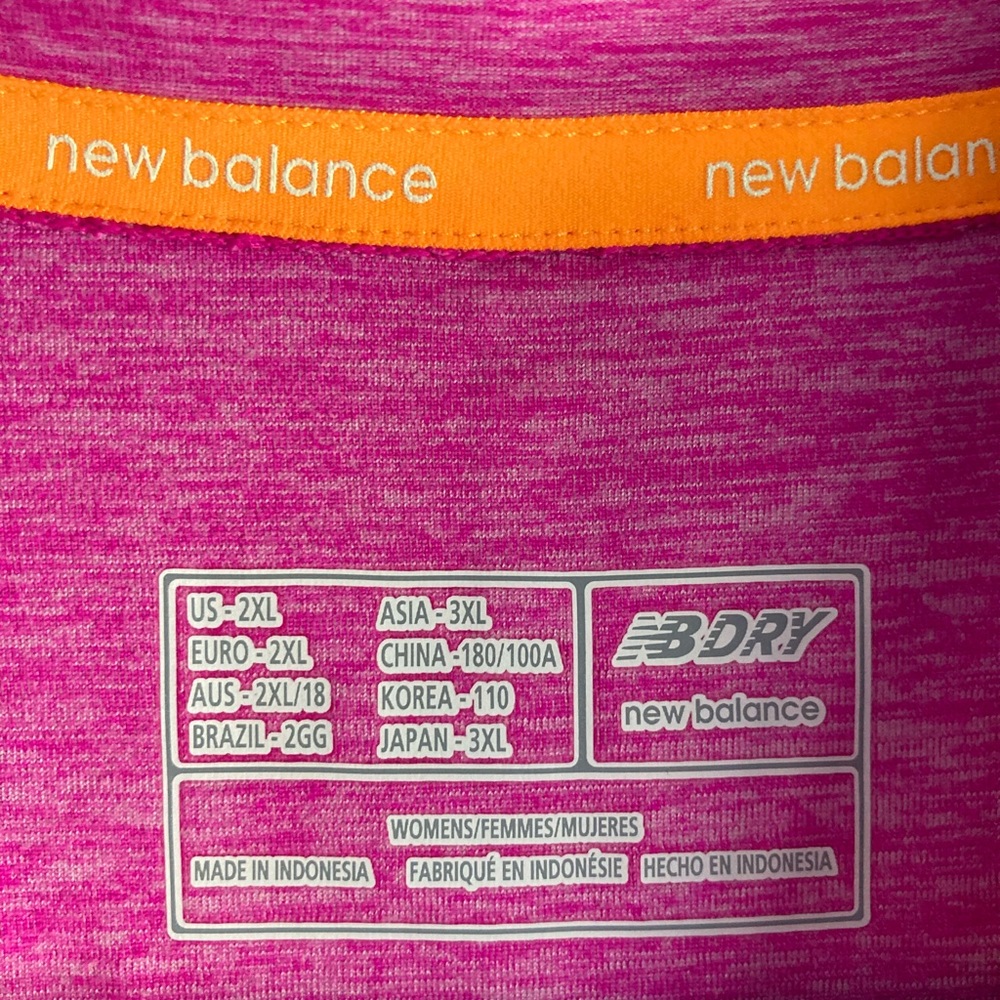 new balance new balan
US - 2XL
EURO - 2XL
AUS - 2XL/18
BRAZIL - 2GG
ASIA - 3XL
CHINA -180/100A
KOREA - 110
JAPAN - 3XL
NB DRY
new balance
WOMENS/FEMMES/MUJERES
MADE IN INDONESIA FABRIQUÉ EN INDONÉSIE HECHO EN INDONESIA